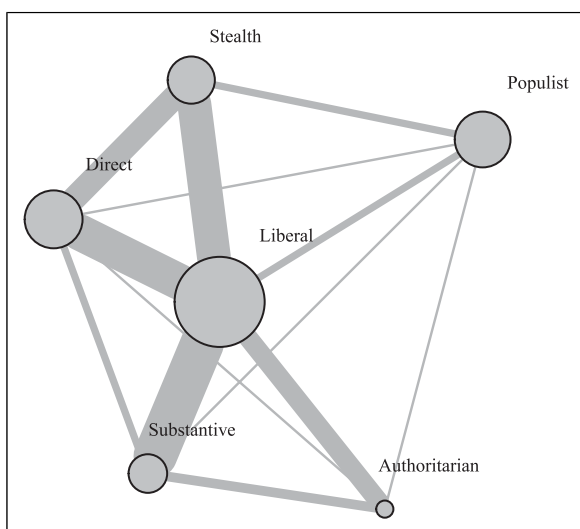 Stealth
Populist
Direct
Liberal
Substantive
Authoritarian